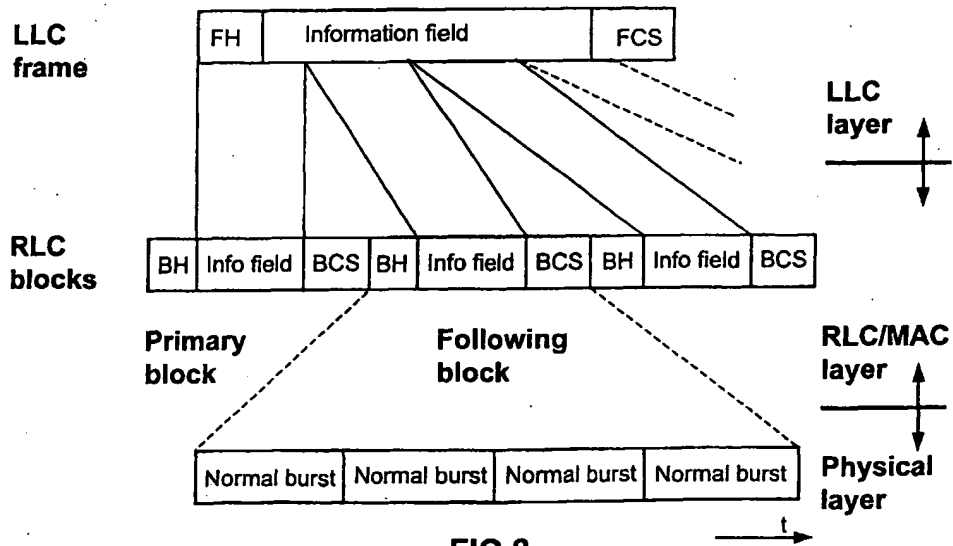 LLC
frame
FH Information field FCS
LLC
layer
RLC
blocks
BH Info field BCS BH Info field BCS BH Info field BCS
Primary
block
Following
block
RLC/MAC
layer
Normal burst Normal burst Normal burst Normal burst
Physical
layer
t